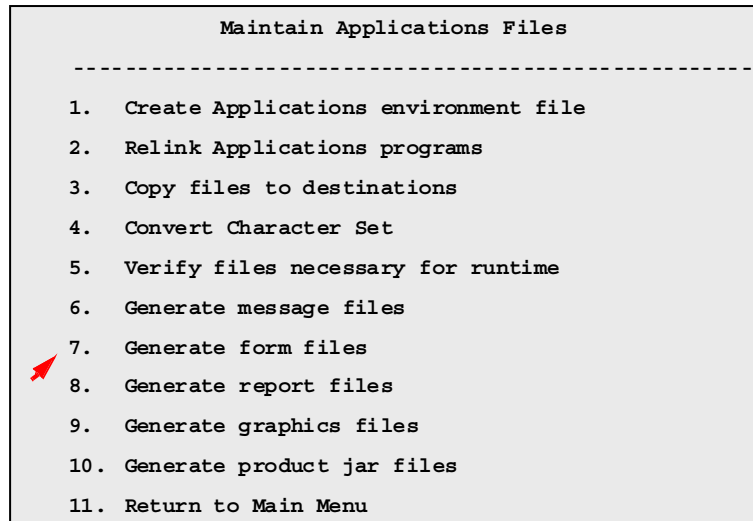 Maintain Applications Files
----------------------------------------------------
1. Create Applications environment file
2. Relink Applications programs
3. Copy files to destinations
4. Convert Character Set
5. Verify files necessary for runtime
6. Generate message files
7. Generate form files
8. Generate report files
9. Generate graphics files
10. Generate product jar files
11. Return to Main Menu